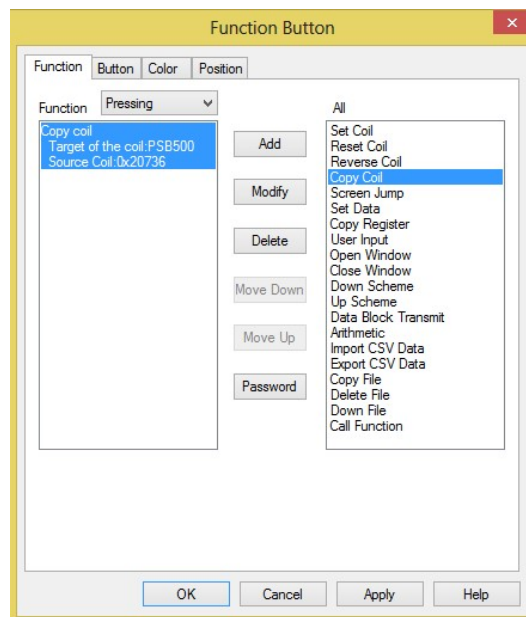 Function Button
Function Button Color Position
Function Pressing
All
Copy coil
Target of the coil:PSB500
Source Coil:0x20736
Add
Modify
Delete
Move Down
Move Up
Password
Set Coil
Reset Coil
Reverse Coil
Copy Coil
Screen Jump
Set Data
Copy Register
User Input
Open Window
Close Window
Down Scheme
Up Scheme
Data Block Transmit
Arithmetic
Import CSV Data
Export CSV Data
Copy File
Delete File
Down File
Call Function
OK Cancel Apply Help